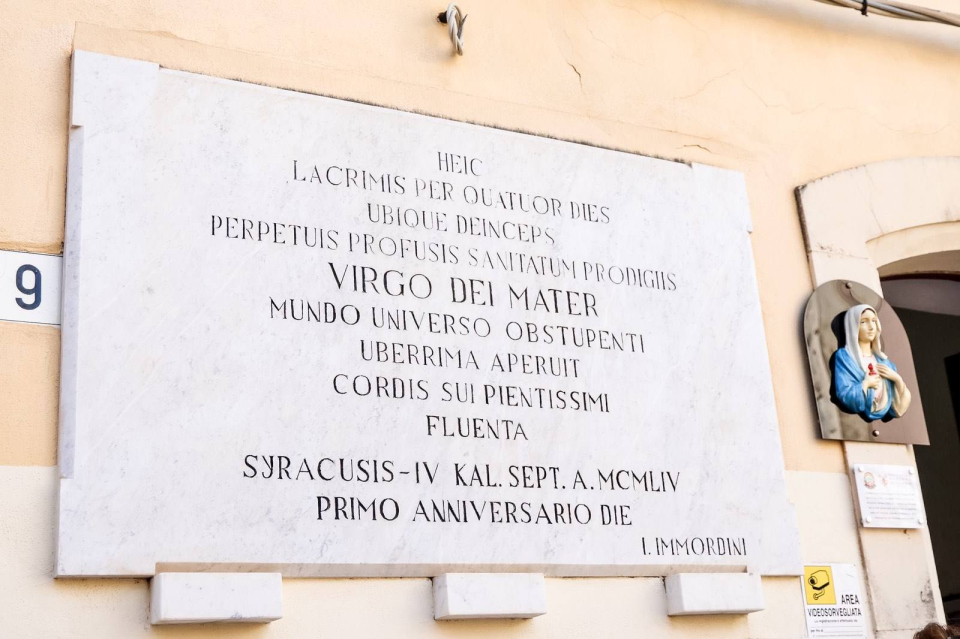 HEIC
LACRIMIS PER QUATUOR DIES
UBIQUE DEINCEPS
PERPETUIS PROFUSIS SANITATUM PRODIGIIS
VIRGO DEI MATER
MUNDO UNIVERSO OBSTUPENTI
UBERRIMA APERUIT
CORDIS SUI PIENTISSIMI
FLUENTA
SYRACUSIS-IV KAL. SEPT. A. MCMLIV
PRIMO ANNIVERSARIO DIE
I. IMMORDINI
9
AREA
VIDEOSORVEGLIATA